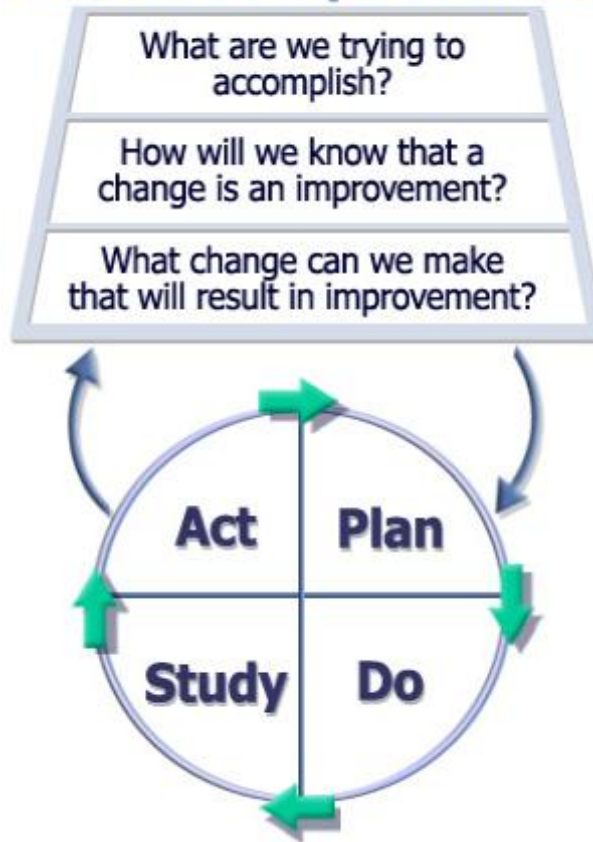 What are we trying to
accomplish?
How will we know that a
change is an improvement?
What change can we make
that will result in improvement?
Act
Plan
Study
Do